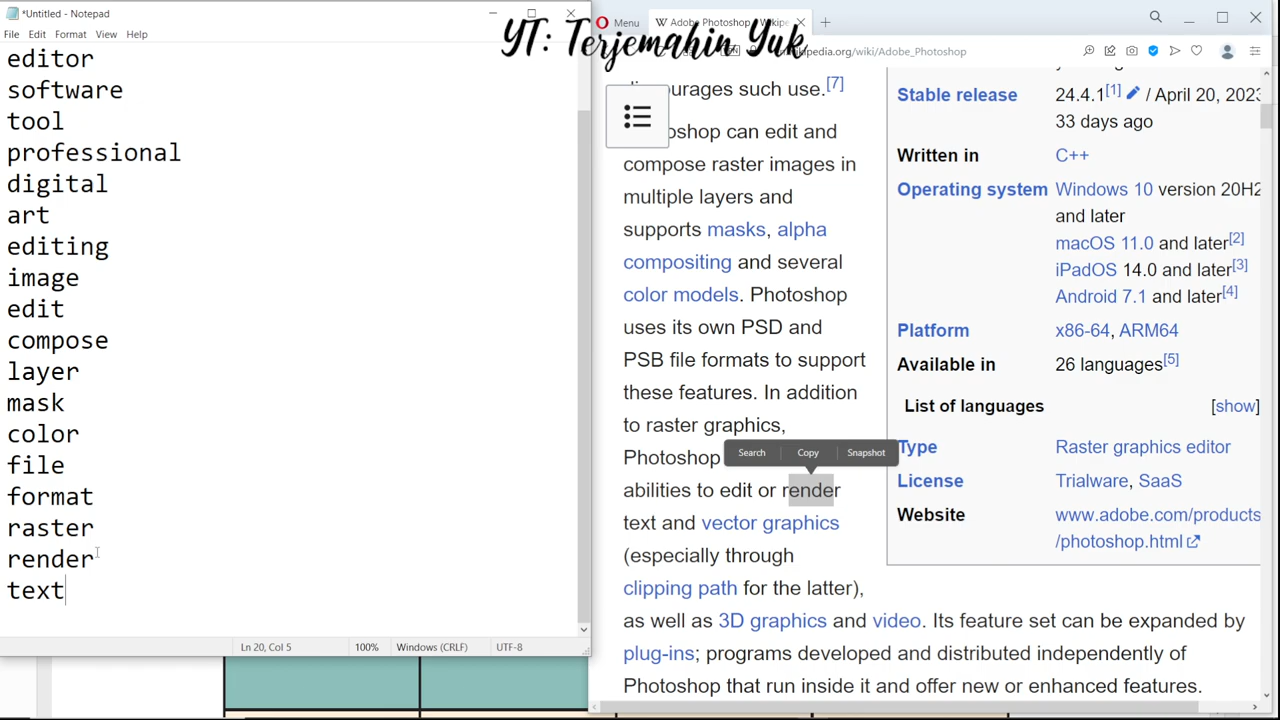 *Untitled - Notepad
File Edit Format View Help
editor
software
tool
professional
digital
art
editing
image
edit
compose
layer
mask
color
file
format
raster
render
text
Ln 20, Col 5 100% Windows (CRLF) UTF-8
YT: Terjemahin Yuk
Menu
Adobe Photoshop
.org/wiki/Adobe_Photoshop
such use.[7]
can edit and
compose raster images in
multiple layers and
supports masks, alpha
compositing and several
color models. Photoshop
uses its own PSD and
PSB file formats to support
these features. In addition
to raster graphics,
Photoshop
Search Copy Snapshot
abilities to edit or render
text and vector graphics
(especially through
clipping path for the latter),
as well as 3D graphics and video. Its feature set can be expanded by
plug-ins; programs developed and distributed independently of
Photoshop that run inside it and offer new or enhanced features.
Stable release 24.4.1[1] / April 20, 2023
33 days ago
Written in C++
Operating system Windows 10 version 20H2
and later
macOS 11.0 and later[2]
iPadOS 14.0 and later[3]
Android 7.1 and later[4]
Platform x86-64, ARM64
Available in 26 languages[5]
List of languages [show]
Type Raster graphics editor
License Trialware, SaaS
Website www.adobe.com/products
/photoshop.html